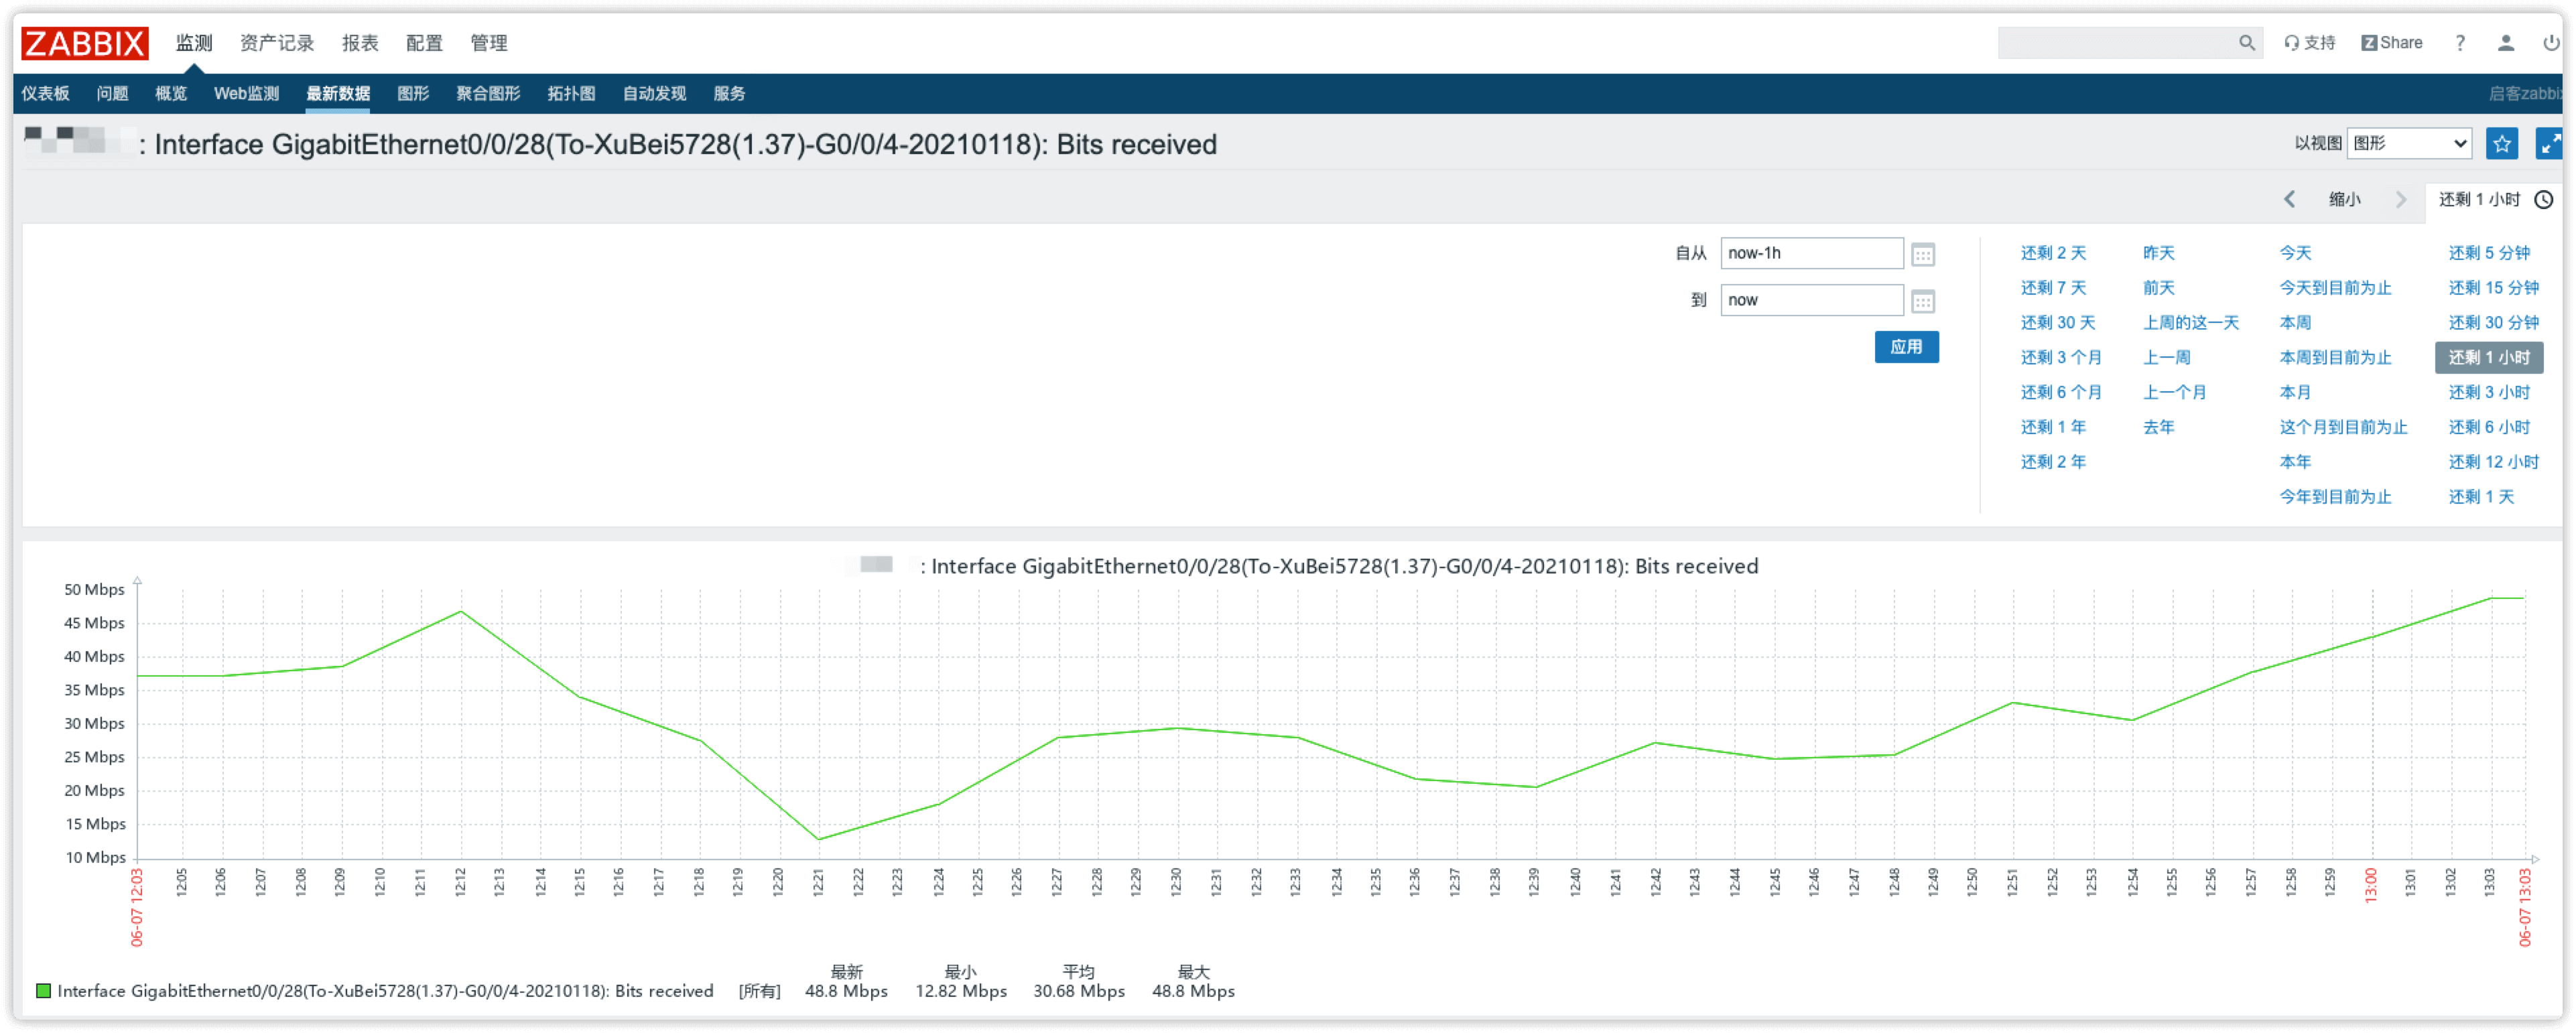 ZABBIX 监测 资产记录 报表 配置 管理 支持 Z Share ?
仪表板 问题 概览 Web监测 最新数据 图形 聚合图形 拓扑图 自动发现 服务 启客zabbix
: Interface GigabitEthernet0/0/28(To-XuBei5728(1.37)-G0/0/4-20210118): Bits received 以视图 图形
缩小 还剩 1 小时
自从 now-1h
到 now
应用
还剩 2 天 昨天 今天 还剩 5 分钟
还剩 7 天 前天 今天到目前为止 还剩 15 分钟
还剩 30 天 上周的这一天 本周 还剩 30 分钟
还剩 3 个月 上一周 本周到目前为止 还剩 1 小时
还剩 6 个月 上一个月 本月 还剩 3 小时
还剩 1 年 去年 这个月到目前为止 还剩 6 小时
还剩 2 年 本年 还剩 12 小时
今年到目前为止 还剩 1 天
: Interface GigabitEthernet0/0/28(To-XuBei5728(1.37)-G0/0/4-20210118): Bits received
50 Mbps
45 Mbps
40 Mbps
35 Mbps
30 Mbps
25 Mbps
20 Mbps
15 Mbps
10 Mbps
06-07 12:03 12:05 12:06 12:07 12:08 12:09 12:10 12:11 12:12 12:13 12:14 12:15 12:16 12:17 12:18 12:19 12:20 12:21 12:22 12:23 12:24 12:25 12:26 12:27 12:28 12:29 12:30 12:31 12:32 12:33 12:34 12:35 12:36 12:37 12:38 12:39 12:40 12:41 12:42 12:43 12:44 12:45 12:46 12:47 12:48 12:49 12:50 12:51 12:52 12:53 12:54 12:55 12:56 12:57 12:58 12:59 13:00 13:01 13:02 13:03 06-07 13:03
最新 最小 平均 最大
Interface GigabitEthernet0/0/28(To-XuBei5728(1.37)-G0/0/4-20210118): Bits received [所有] 48.8 Mbps 12.82 Mbps 30.68 Mbps 48.8 Mbps